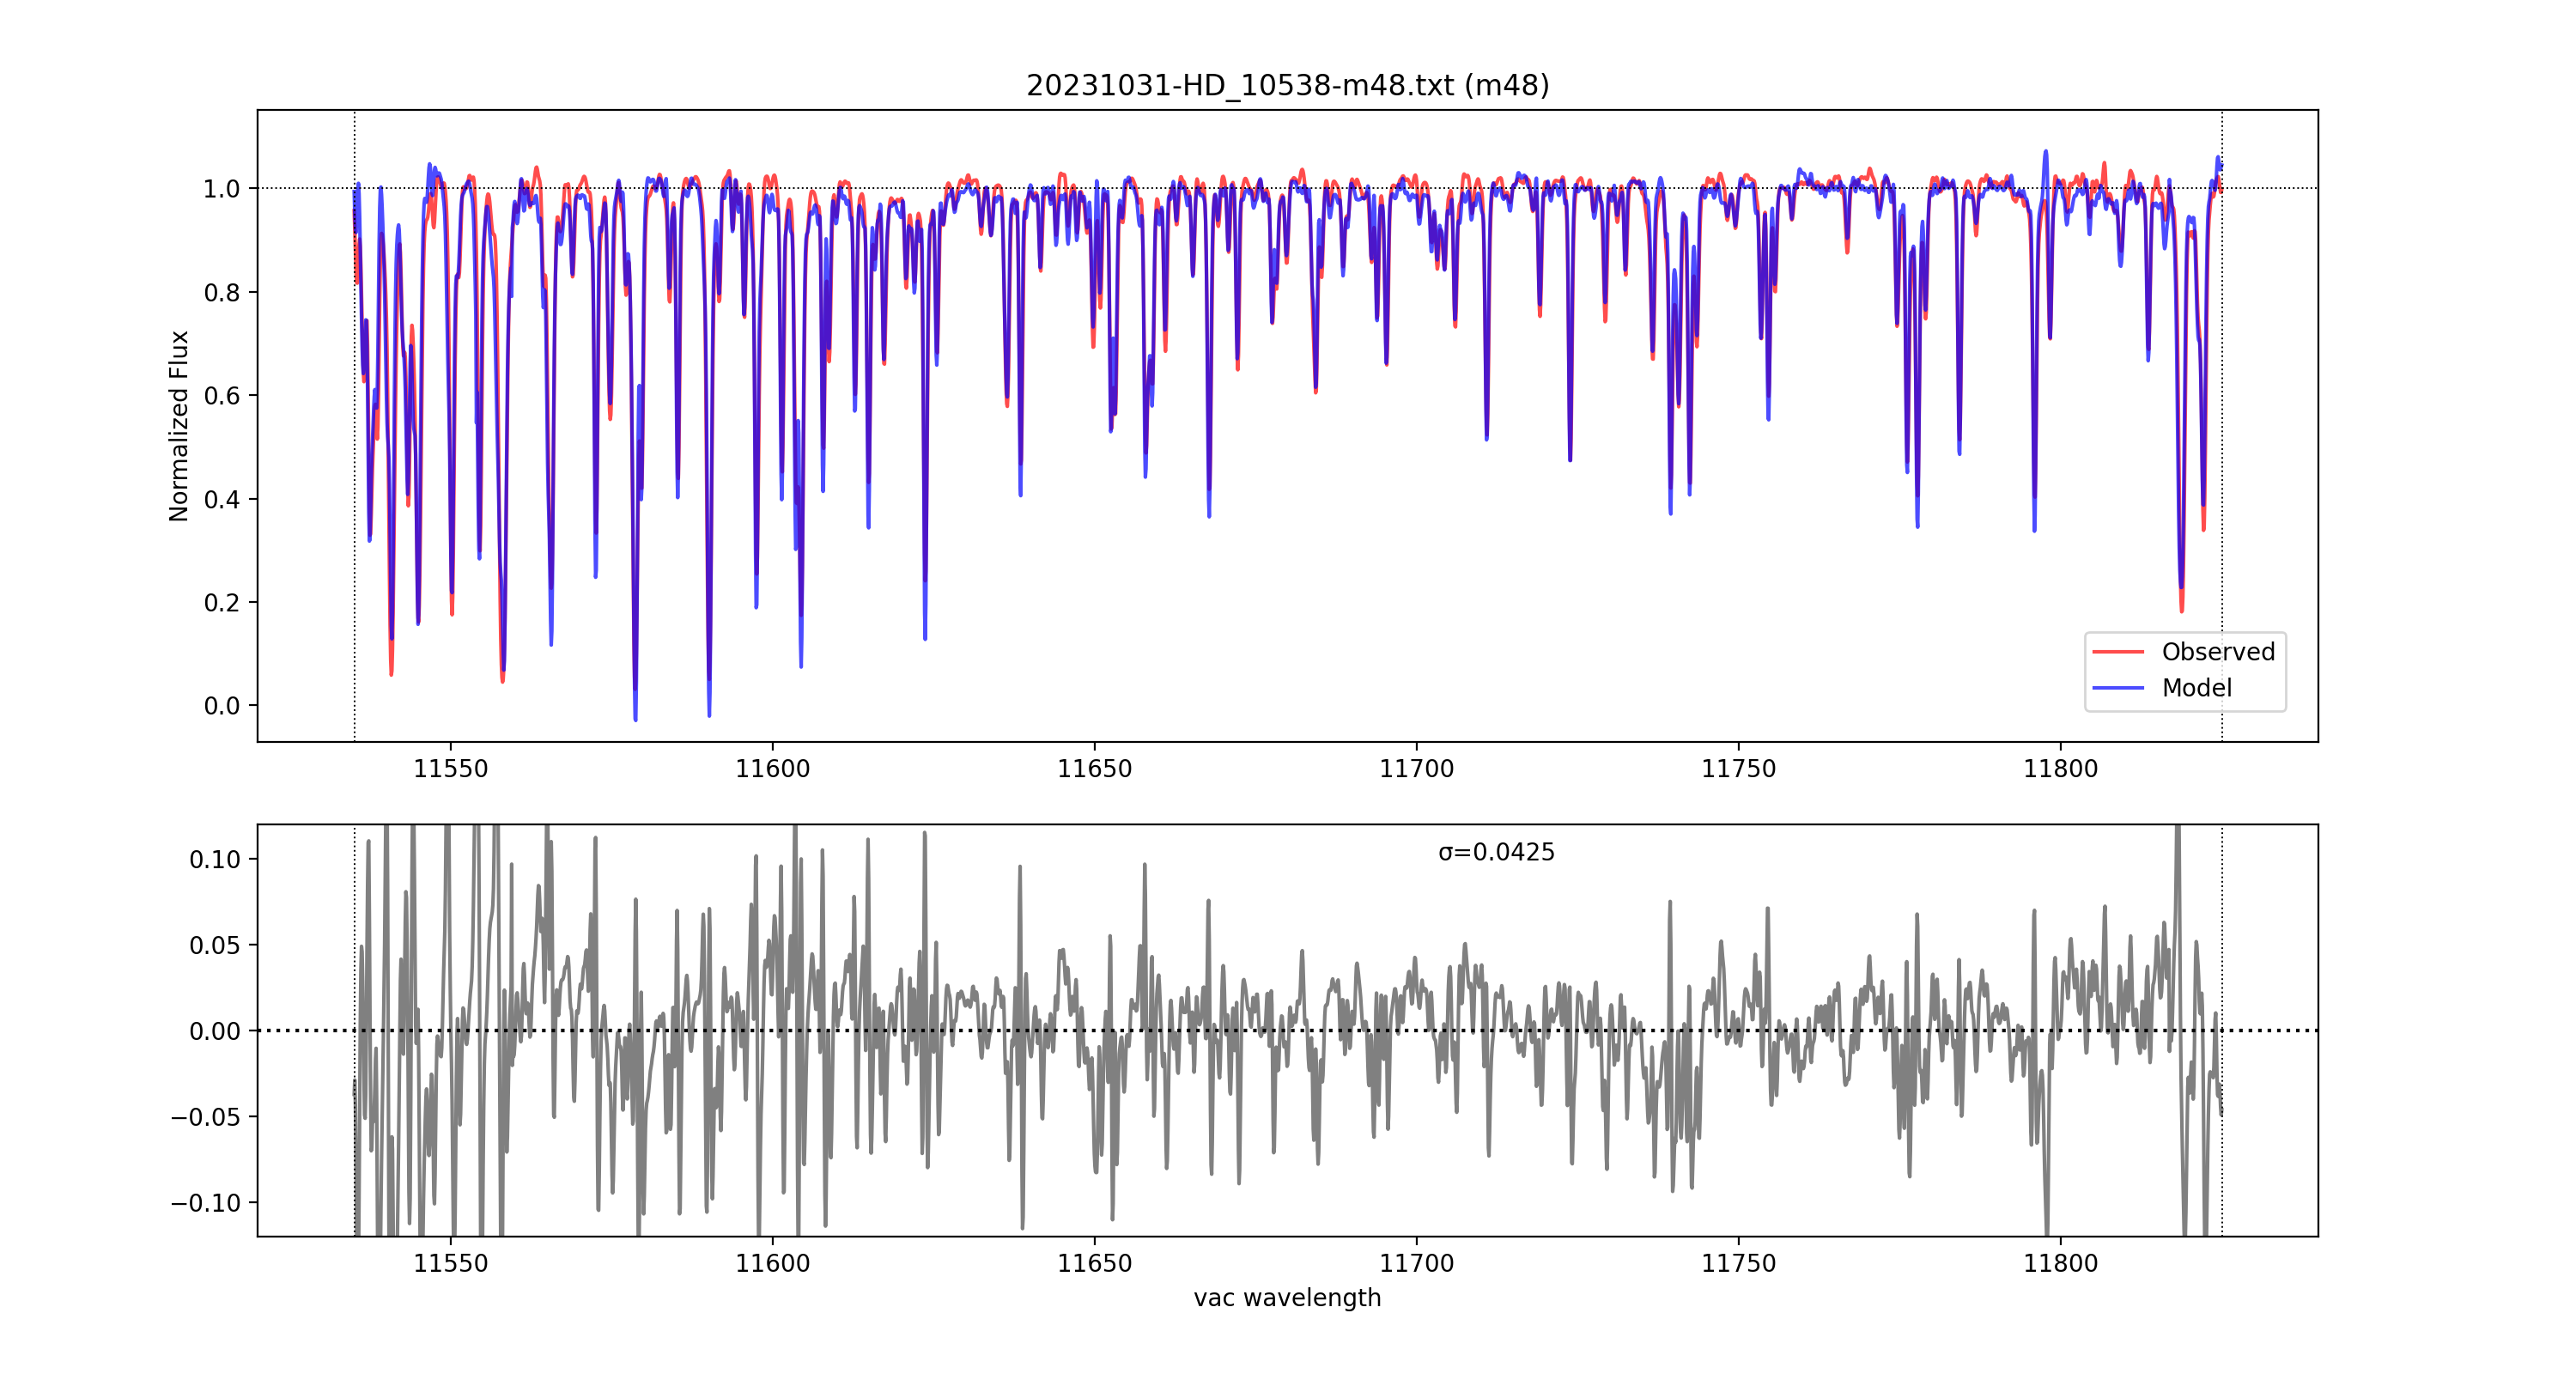 20231031-HD_10538-m48.txt (m48)
Normalized Flux
1.0
0.8
0.6
0.4
0.2
0.0
Observed
Model
11550 11600 11650 11700 11750 11800
σ=0.0425
0.10
0.05
0.00
−0.05
−0.10
11550 11600 11650 11700 11750 11800
vac wavelength